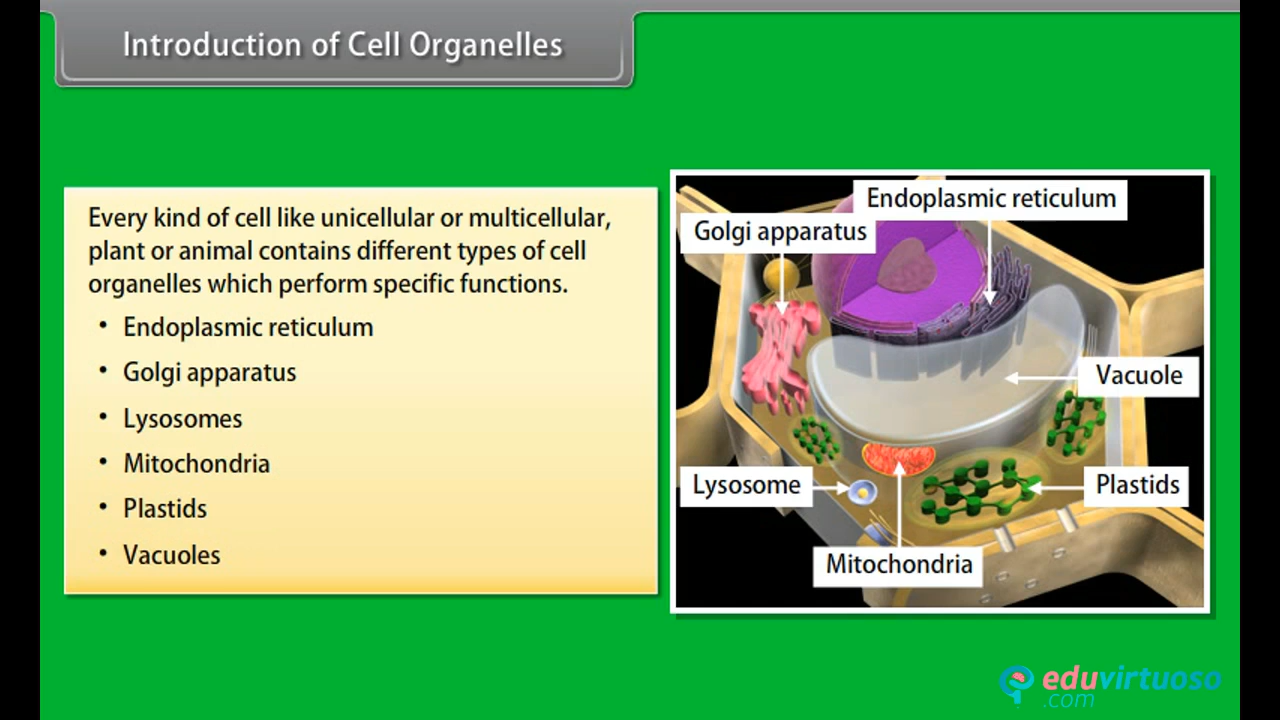 Introduction of Cell Organelles
Every kind of cell like unicellular or multicellular,
plant or animal contains different types of cell
organelles which perform specific functions.
• Endoplasmic reticulum
• Golgi apparatus
• Lysosomes
• Mitochondria
• Plastids
• Vacuoles
Endoplasmic reticulum
Golgi apparatus
Vacuole
Lysosome
Plastids
Mitochondria
eduvirtuoso
.com